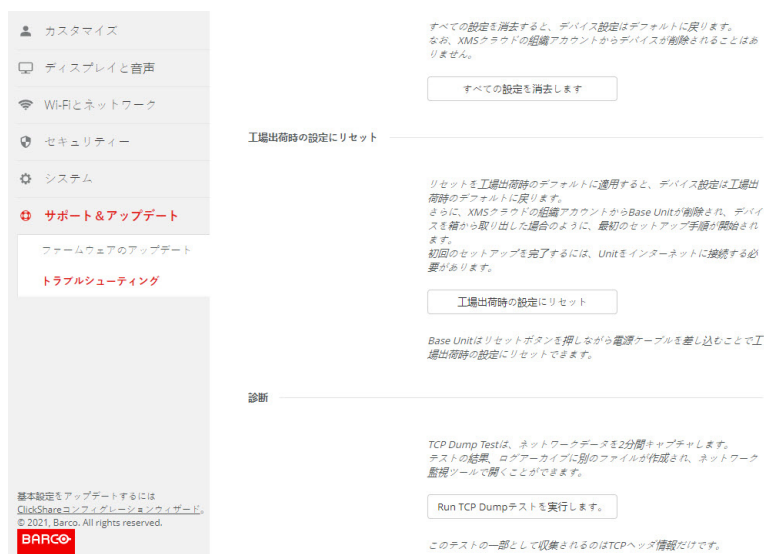 カスタマイズ
ディスプレイと音声
Wi-Fiとネットワーク
セキュリティー
システム
サポート＆アップデート
ファームウェアのアップデート
トラブルシューティング
基本設定をアップデートするには
ClickShareコンフィグレーションウィザード。
© 2021, Barco. All rights reserved.
BARCO
すべての設定を消去すると、デバイス設定はデフォルトに戻ります。
なお、XMSクラウドの組織アカウントからデバイスが削除されることはあ
りません。
すべての設定を消去します
工場出荷時の設定にリセット
リセットを工場出荷時のデフォルトに適用すると、デバイス設定は工場出
荷時のデフォルトに戻ります。
さらに、XMSクラウドの組織アカウントからBase Unitが削除され、デバイ
スを箱から取り出した場合のように、最初のセットアップ手順が開始され
ます。
初回のセットアップを完了するには、Unitをインターネットに接続する必
要があります。
工場出荷時の設定にリセット
Base Unitはリセットボタンを押しながら電源ケーブルを差し込むことで工
場出荷時の設定にリセットできます。
診断
TCP Dump Testは、ネットワークデータを2分間キャプチャします。
テストの結果、ログアーカイブに別のファイルが作成され、ネットワーク
監視ツールで開くことができます。
Run TCP Dumpテストを実行します。
このテストの一部として収集されるのはTCPヘッダ情報だけです。